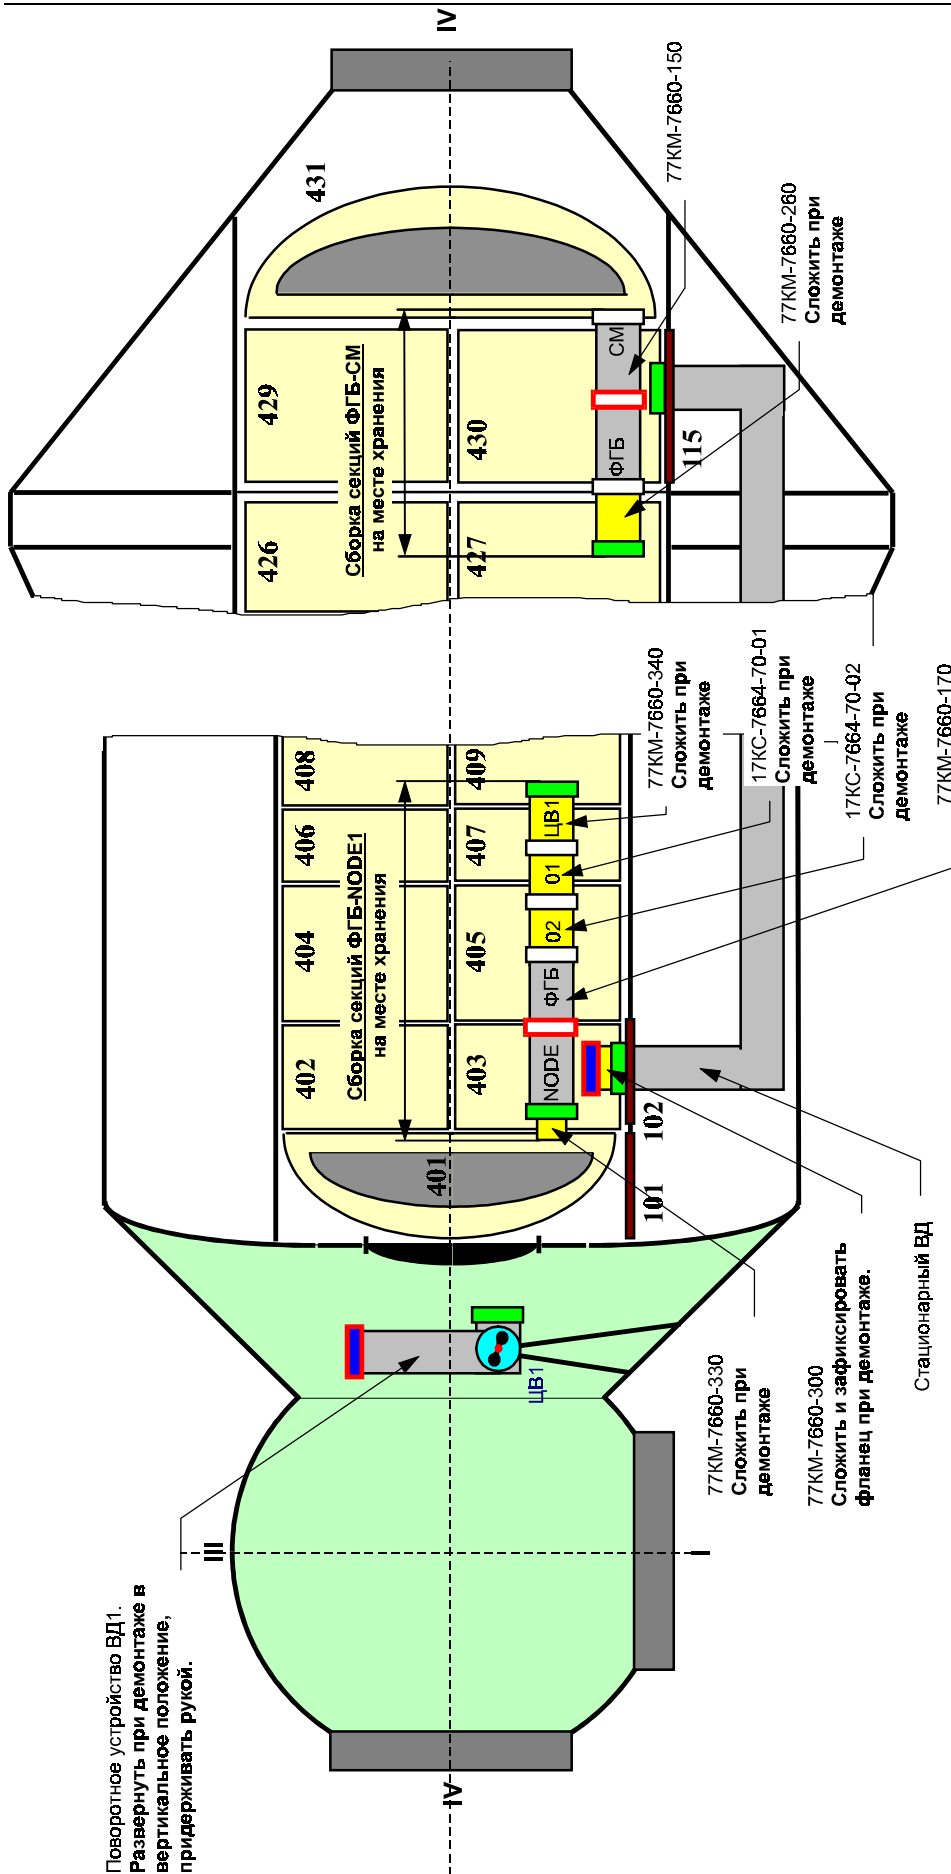 Поворотное устройство ВД1.
Развернуть при демонтаже в
вертикальное положение,
придерживать рукой.
III
I
IV
IV
ЦВ1
401
402
403
404
405
406
407
408
409
101
102
Сборка секций ФГБ-NODE1
на месте хранения
NODE
ФГБ
02
01
ЦВ1
426
427
429
430
431
115
Сборка секций ФГБ-СМ
на месте хранения
ФГБ
СМ
77КМ-7660-330
Сложить при
демонтаже
77КМ-7660-300
Сложить и зафиксировать
фланец при демонтаже.
Стационарный ВД
77КМ-7660-340
Сложить при
демонтаже
17КС-7664-70-01
Сложить при
демонтаже
17КС-7664-70-02
Сложить при
демонтаже
77КМ-7660-170
77КМ-7660-150
77КМ-7660-260
Сложить при
демонтаже